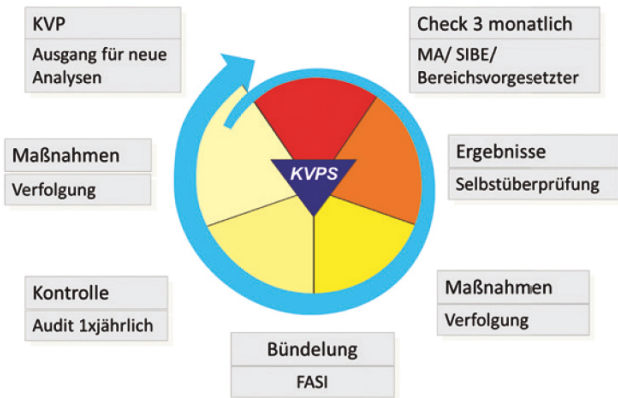 KVP
Ausgang für neue
Analysen
Check 3 monatlich
MA/ SIBE/
Bereichsvorgesetzter
Maßnahmen
Verfolgung
KVPS
Ergebnisse
Selbstüberprüfung
Kontrolle
Audit 1xjährlich
Maßnahmen
Verfolgung
Bündelung
FASI